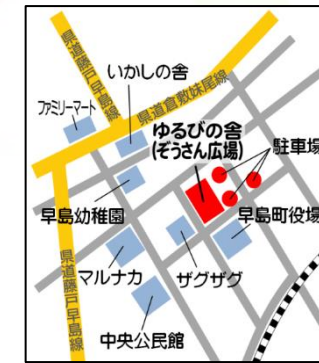 県道藤戸早島線
いかしの舎
ファミリーマート
県道倉敷妹尾線
ゆるびの舎
(ぞうさん広場)
駐車場
早島幼稚園
早島町役場
県道藤戸早島線
マルナカ
ザグザグ
中央公民館